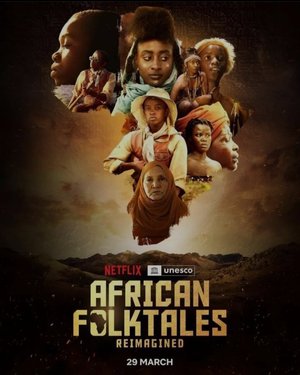 NETFLIX unesco
AFRICAN
FOLKTALES
REIMAGINED
29 MARCH